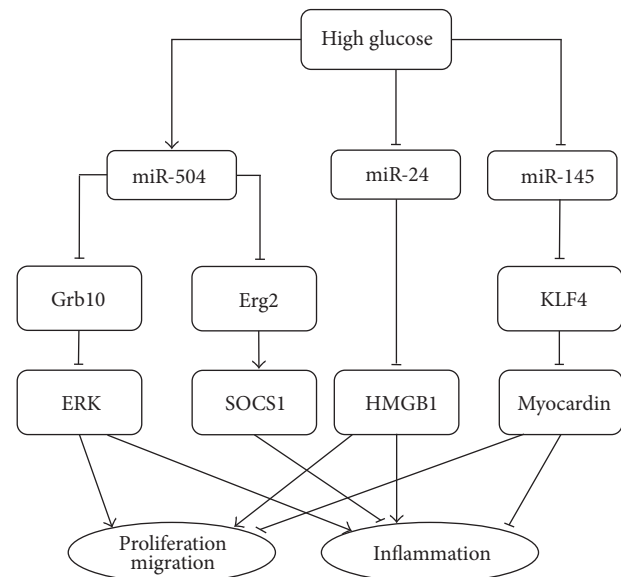 High glucose
miR-504
miR-24
miR-145
Grb10
Erg2
KLF4
ERK
SOCS1
HMGB1
Myocardin
Proliferation
migration
Inflammation